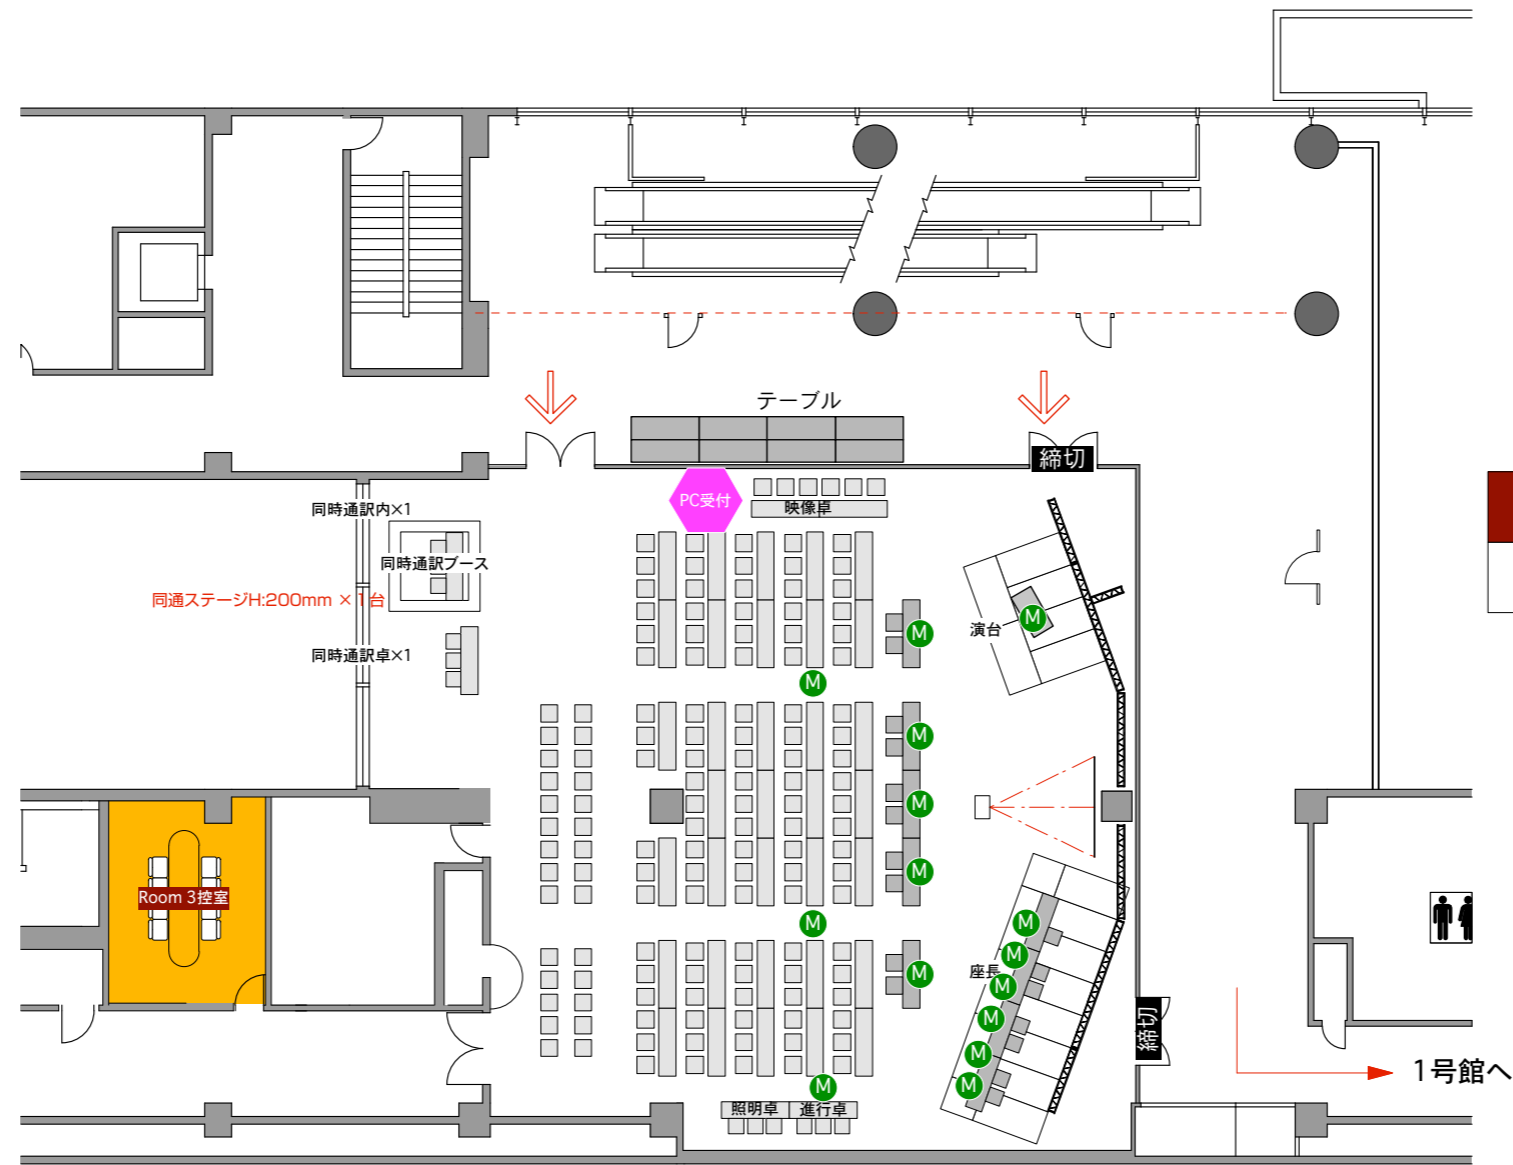 テーブル
締切
PC受付
映像卓
同時通訳内×1
同時通訳ブース
同通ステージH:200mm ×1台
同時通訳卓×1
演台
M
M
M
M
M
M
M
Room 3控室
M
M
座長
M
M
M
M
M
M
締切
1号館へ
照明卓
進行卓